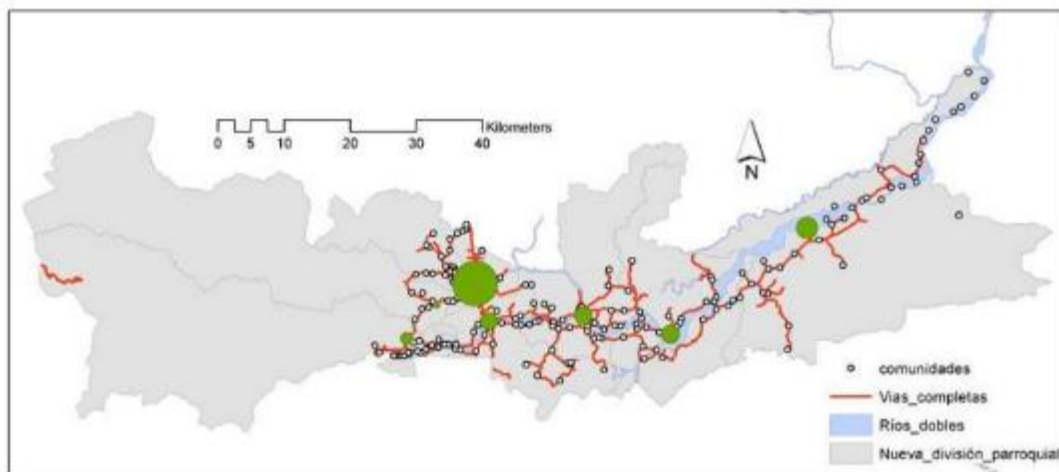 Kilometers
0 5 10 20 30 40
N
comunidades
Vias_completas
Ríos_dobles
Nueva_división_parroquial